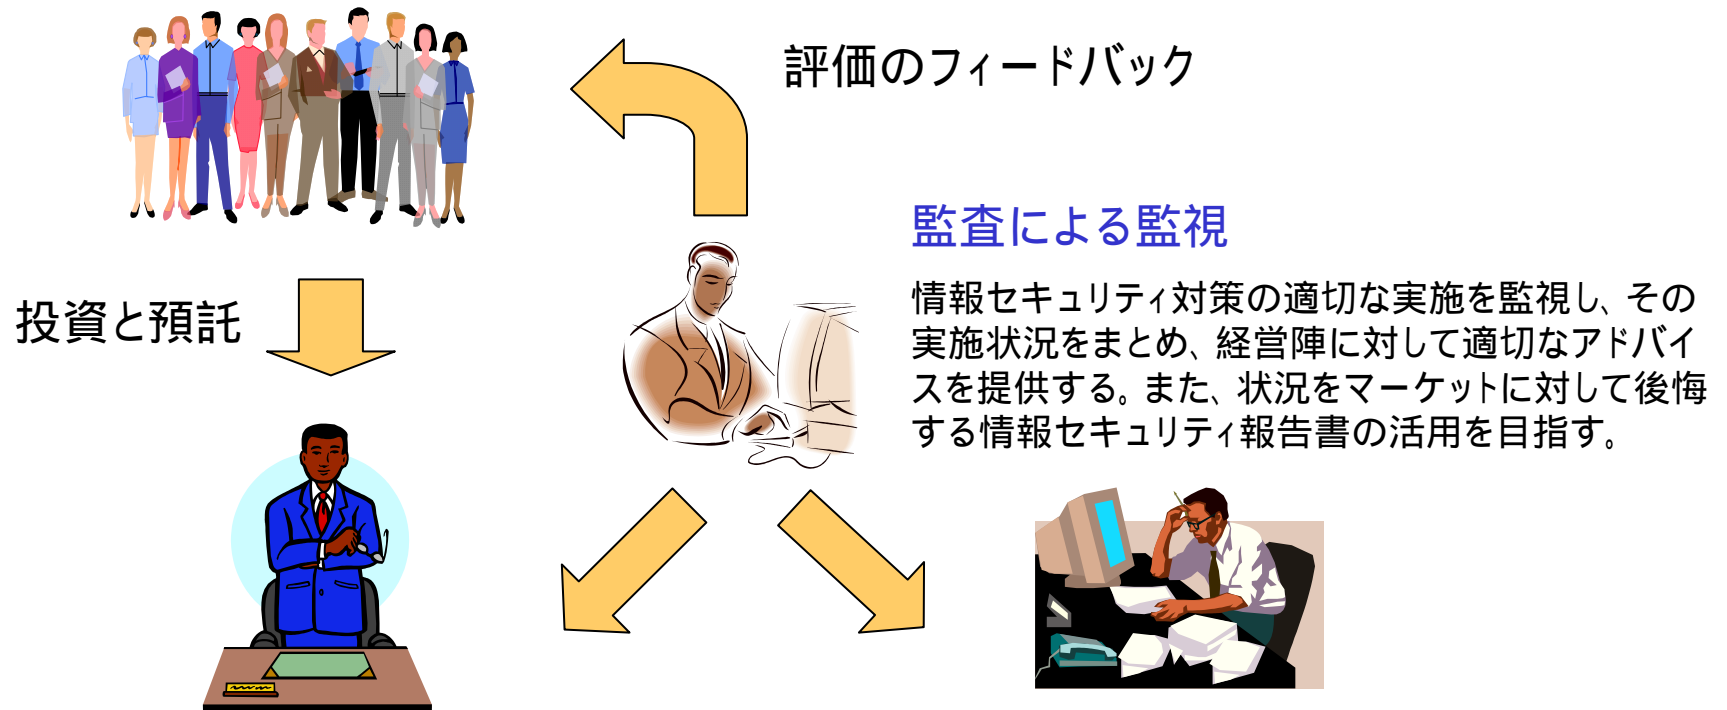 評価のフィードバック
監査による監視
投資と預託
情報セキュリティ対策の適切な実施を監視し、その
実施状況をまとめ、経営陣に対して適切なアドバイ
スを提供する。また、状況をマーケットに対して後悔
する情報セキュリティ報告書の活用を目指す。